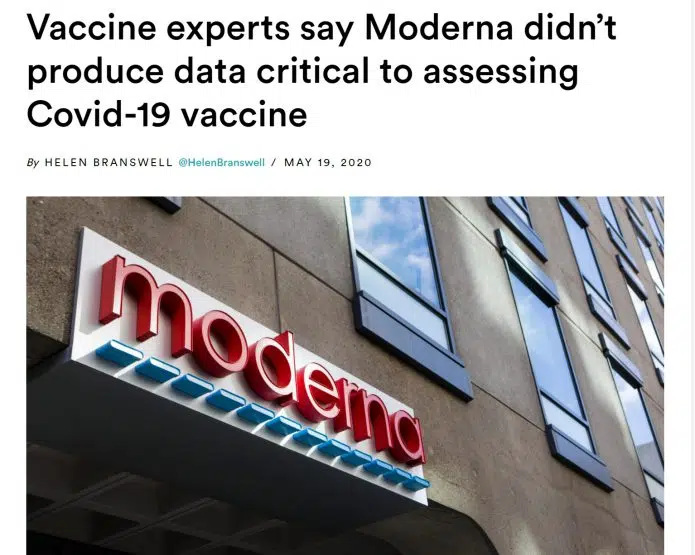 Vaccine experts say Moderna didn’t
produce data critical to assessing
Covid-19 vaccine
By HELEN BRANSWELL @HelenBranswell / MAY 19, 2020
moderna